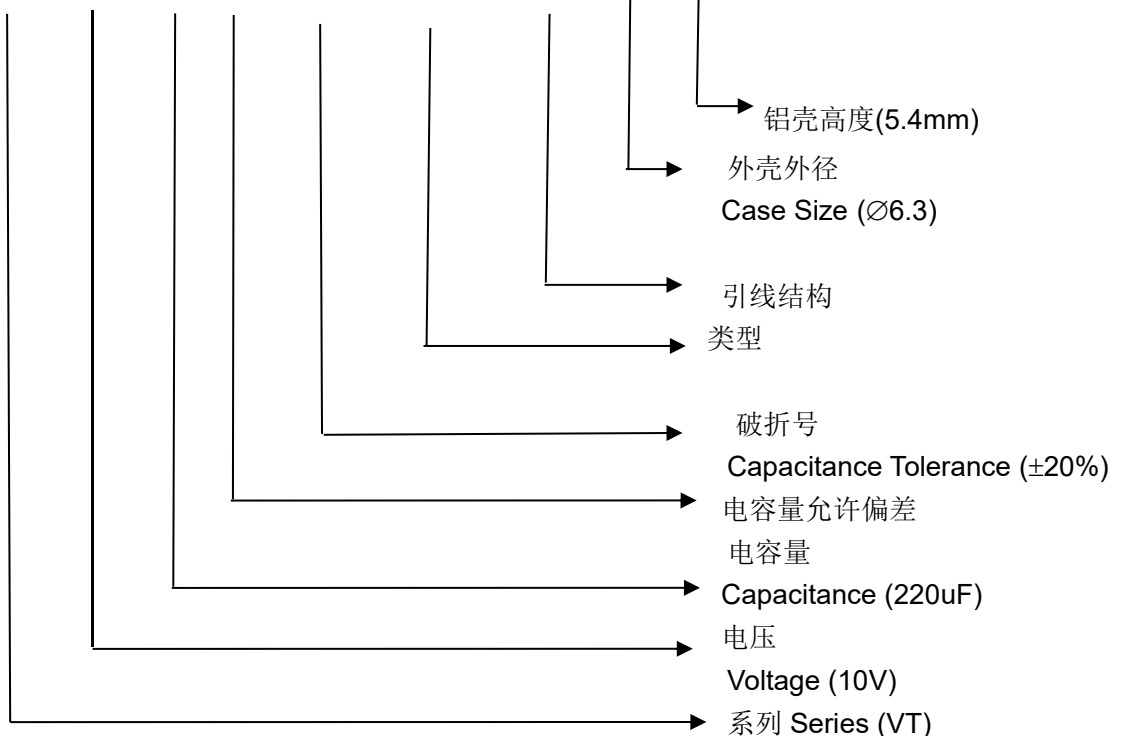 铝壳高度(5.4mm)
外壳外径
Case Size (∅6.3)
引线结构
类型
破折号
Capacitance Tolerance (±20%)
电容量允许偏差
电容量
Capacitance (220uF)
电压
Voltage (10V)
系列 Series (VT)